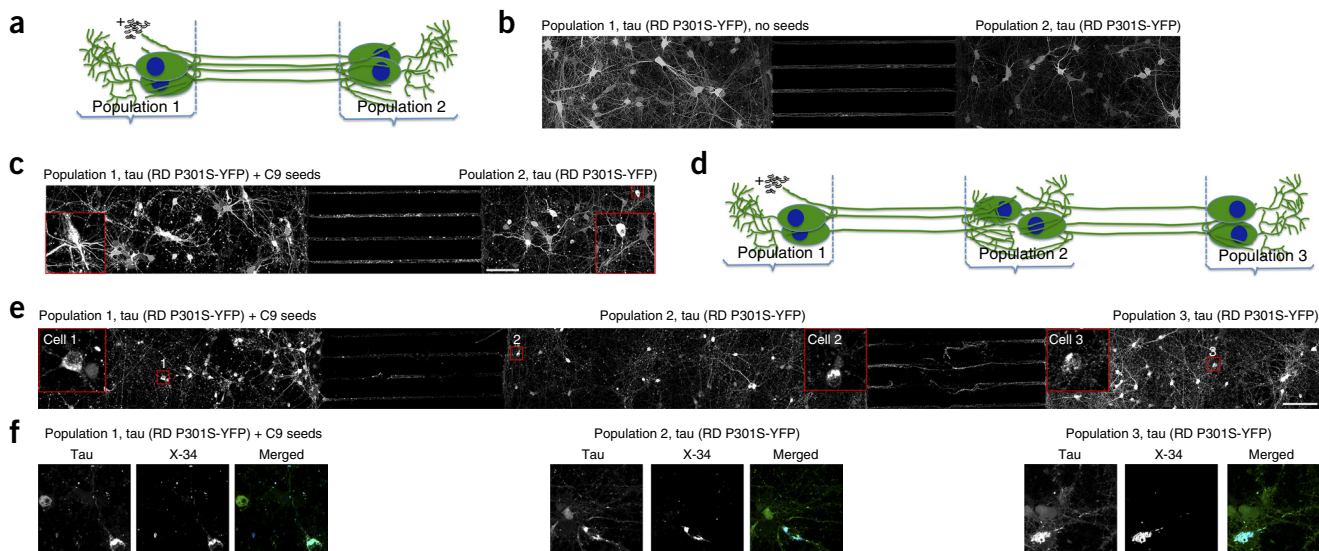 a
+
Population 1
Population 2
b
Population 1, tau (RD P301S-YFP), no seeds
Population 2, tau (RD P301S-YFP)
c
Population 1, tau (RD P301S-YFP) + C9 seeds
Poulation 2, tau (RD P301S-YFP)
d
+
Population 1
Population 2
Population 3
e
Population 1, tau (RD P301S-YFP) + C9 seeds
Population 2, tau (RD P301S-YFP)
Population 3, tau (RD P301S-YFP)
Cell 1
1
2
Cell 2
Cell 3
3
f
Population 1, tau (RD P301S-YFP) + C9 seeds
Population 2, tau (RD P301S-YFP)
Population 3, tau (RD P301S-YFP)
Tau
X-34
Merged
Tau
X-34
Merged
Tau
X-34
Merged